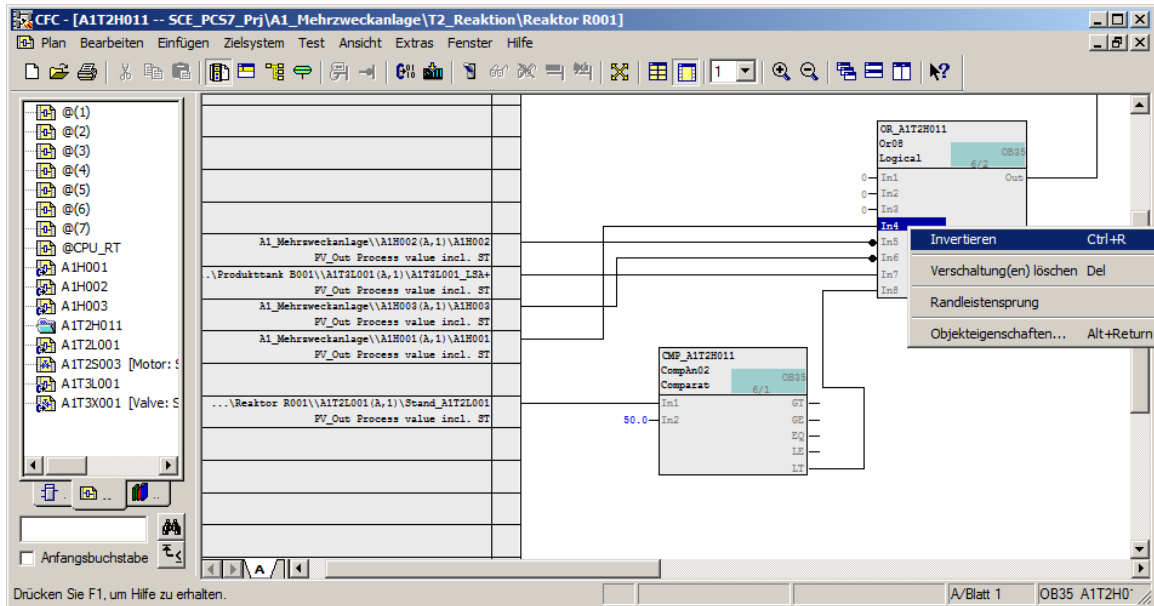 CFC - [A1T2H011 -- SCE_PCS7_Prj\A1_Mehrzweckanlage\T2_Reaktion\Reaktor R001]
Plan Bearbeiten Einfügen Zielsystem Test Ansicht Extras Fenster Hilfe
1
@(1)
@(2)
@(3)
@(4)
@(5)
@(6)
@(7)
@CPU_RT
A1H001
A1H002
A1H003
A1T2H011
A1T2L001
A1T2S003 [Motor: S
A1T3L001
A1T3X001 [Valve: S
Anfangsbuchstabe
A1_Mehrzweckanlage\\A1H002(A,1)\A1H002
PV_Out Process value incl. ST
.\Produkttank B001\\A1T3L001(A,1)\A1T3L001_LSA+
PV_Out Process value incl. ST
A1_Mehrzweckanlage\\A1H003(A,1)\A1H003
PV_Out Process value incl. ST
A1_Mehrzweckanlage\\A1H001(A,1)\A1H001
PV_Out Process value incl. ST
...\Reaktor R001\\A1T2L001(A,1)\Stand_A1T2L001
PV_Out Process value incl. ST
OR_A1T2H011
Or08
Logical
OB35
6/2
0 In1 Out
0 In2
0 In3
In4
In5
In6
In7
In8
Invertieren Ctrl+R
Verschaltung(en) löschen Del
Randleistensprung
Objekteigenschaften... Alt+Return
CMP_A1T2H011
CompAn02
Comparat
OB35
6/1
In1 GT
50.0 In2 GE
EQ
LE
LT
A
Drücken Sie F1, um Hilfe zu erhalten.
A/Blatt 1
OB35 A1T2H0